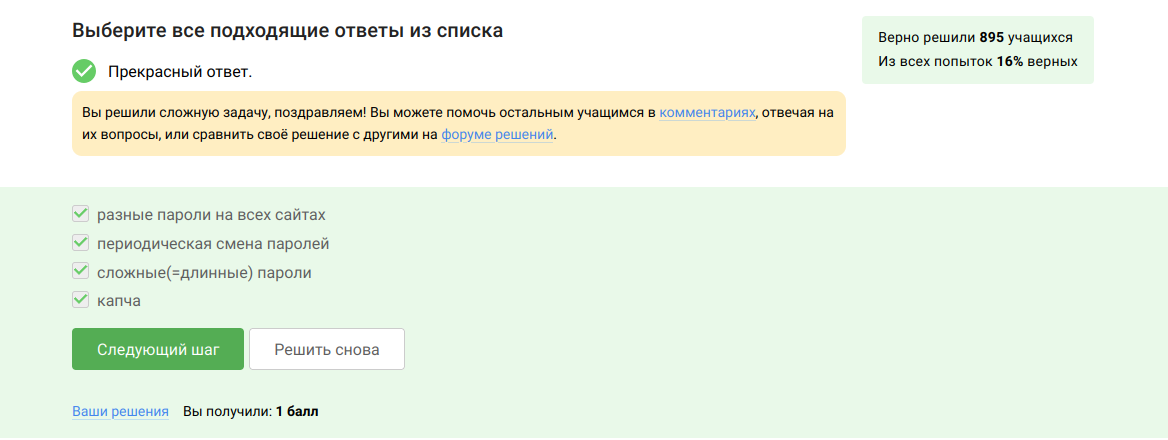 Выберите все подходящие ответы из списка
Верно решили 895 учащихся
Из всех попыток 16% верных
Прекрасный ответ.
Вы решили сложную задачу, поздравляем! Вы можете помочь остальным учащимся в комментариях, отвечая на
их вопросы, или сравнить своё решение с другими на форуме решений.
разные пароли на всех сайтах
периодическая смена паролей
сложные(=длинные) пароли
капча
Следующий шаг Решить снова
Ваши решения Вы получили: 1 балл